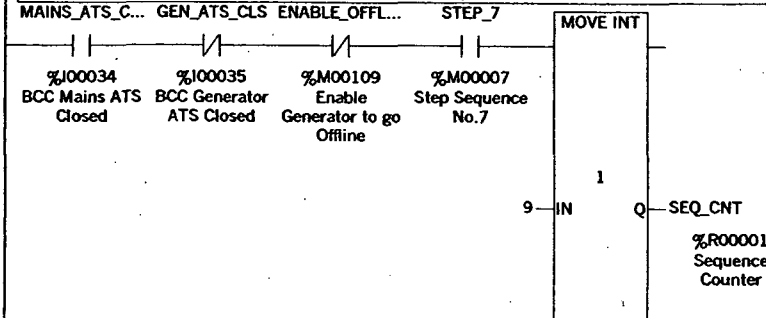 MAINS_ATS_C... GEN_ATS_CLS ENABLE_OFFL... STEP_7
MOVE INT
%I00034 %I00035 %M00109 %M00007
BCC Mains ATS BCC Generator Enable Step Sequence
Closed ATS Closed Generator to go No.7
Offline
1
9 IN Q SEQ_CNT
%R00001
Sequence
Counter